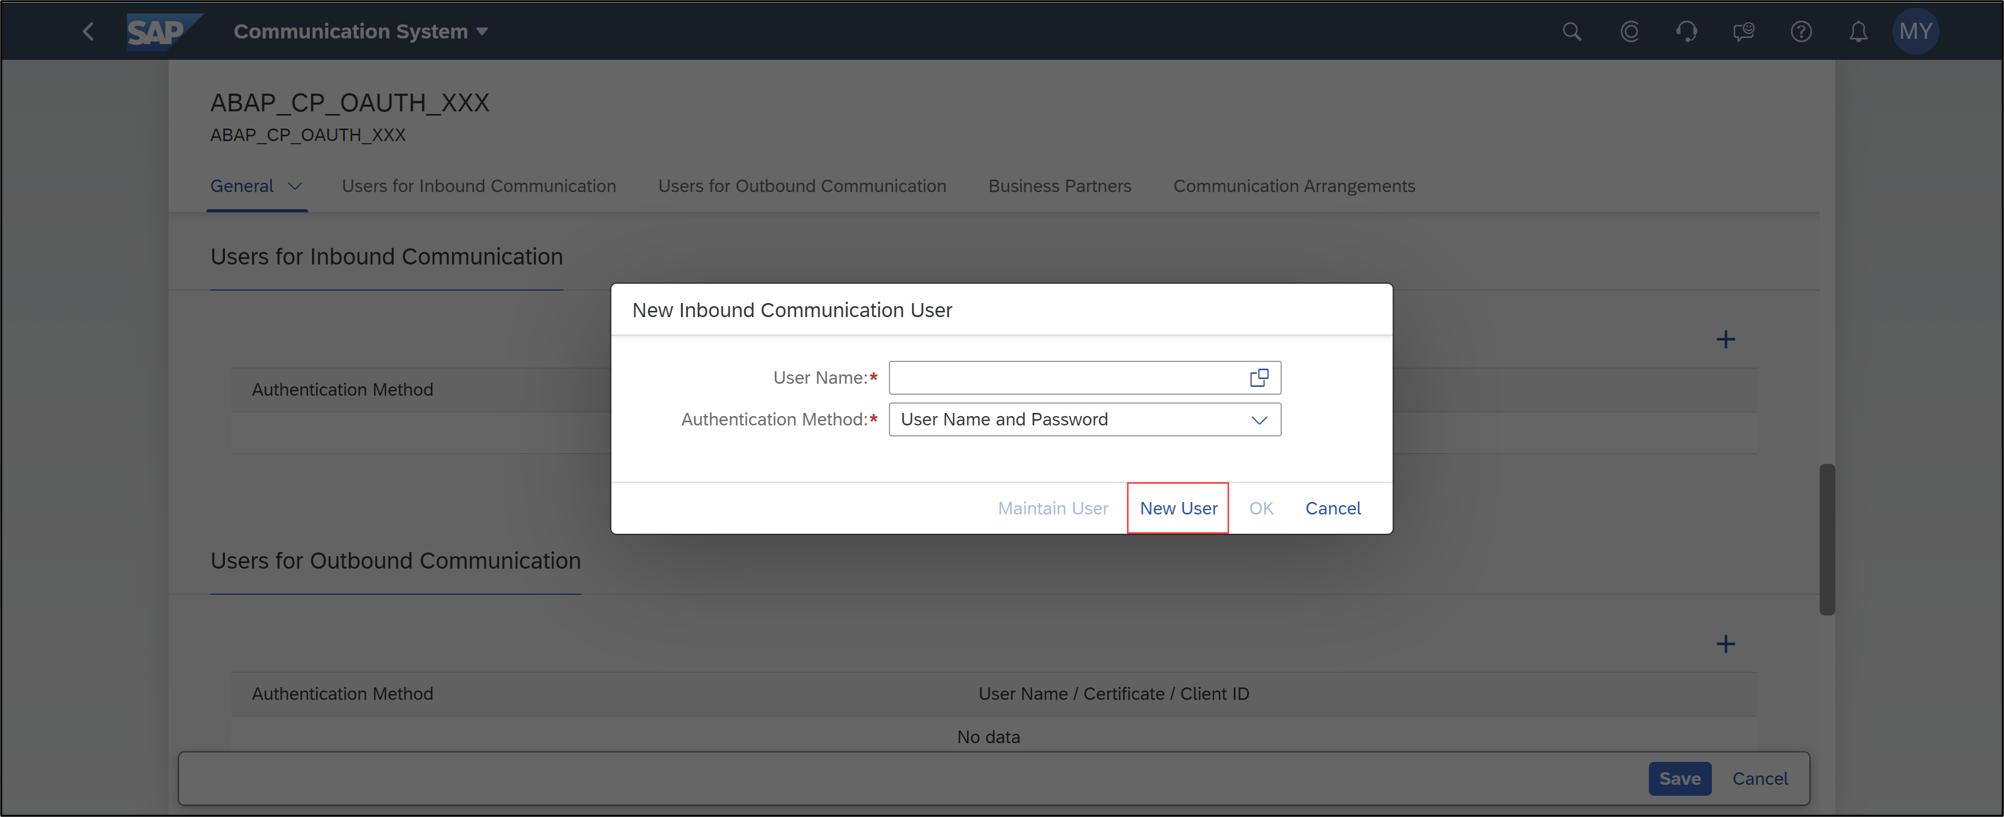 SAP Communication System MY
ABAP_CP_OAUTH_XXX
ABAP_CP_OAUTH_XXX
General Users for Inbound Communication Users for Outbound Communication Business Partners Communication Arrangements
Users for Inbound Communication
New Inbound Communication User
User Name:*
Authentication Method
Authentication Method:* User Name and Password
Maintain User New User OK Cancel
Users for Outbound Communication
Authentication Method User Name / Certificate / Client ID
No data
Save Cancel